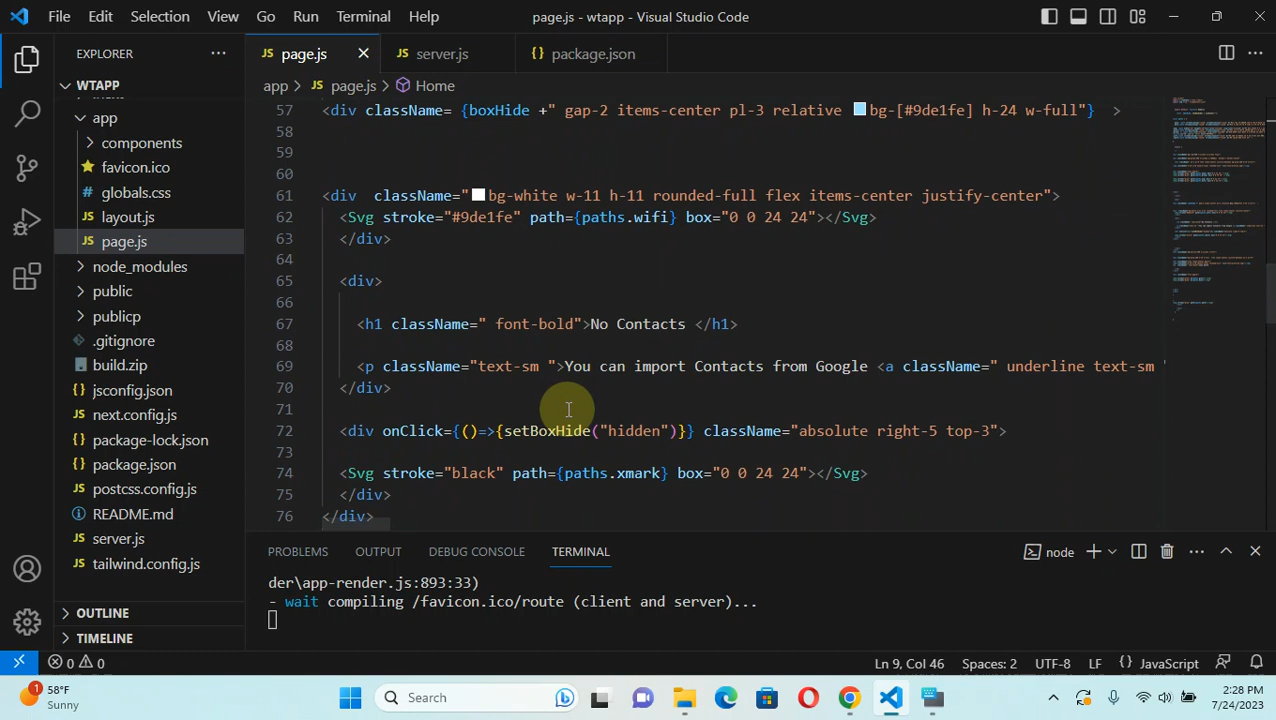 File Edit Selection View Go Run Terminal Help page.js - wtapp - Visual Studio Code
EXPLORER
WTAPP
app
components
favicon.ico
globals.css
layout.js
page.js
node_modules
public
publicp
.gitignore
build.zip
jsconfig.json
next.config.js
package-lock.json
package.json
postcss.config.js
README.md
server.js
tailwind.config.js
OUTLINE
TIMELINE
page.js server.js package.json
app > page.js > Home
57 <div className= {boxHide +" gap-2 items-center pl-3 relative bg-[#9de1fe] h-24 w-full"} >
58
59
60
61 <div className="bg-white w-11 h-11 rounded-full flex items-center justify-center">
62 <Svg stroke="#9de1fe" path={paths.wifi} box="0 0 24 24"></Svg>
63 </div>
64
65 <div>
66
67 <h1 className=" font-bold">No Contacts </h1>
68
69 <p className="text-sm ">You can import Contacts from Google <a className=" underline text-sm "
70 </div>
71
72 <div onClick={()=>{setBoxHide("hidden")}} className="absolute right-5 top-3">
73
74 <Svg stroke="black" path={paths.xmark} box="0 0 24 24"></Svg>
75 </div>
76 </div>
PROBLEMS OUTPUT DEBUG CONSOLE TERMINAL node
der\app-render.js:893:33)
- wait compiling /favicon.ico/route (client and server)...
0 0 Ln 9, Col 46 Spaces: 2 UTF-8 LF {} JavaScript
1 58°F
Sunny
Search
2:28 PM
7/24/2023